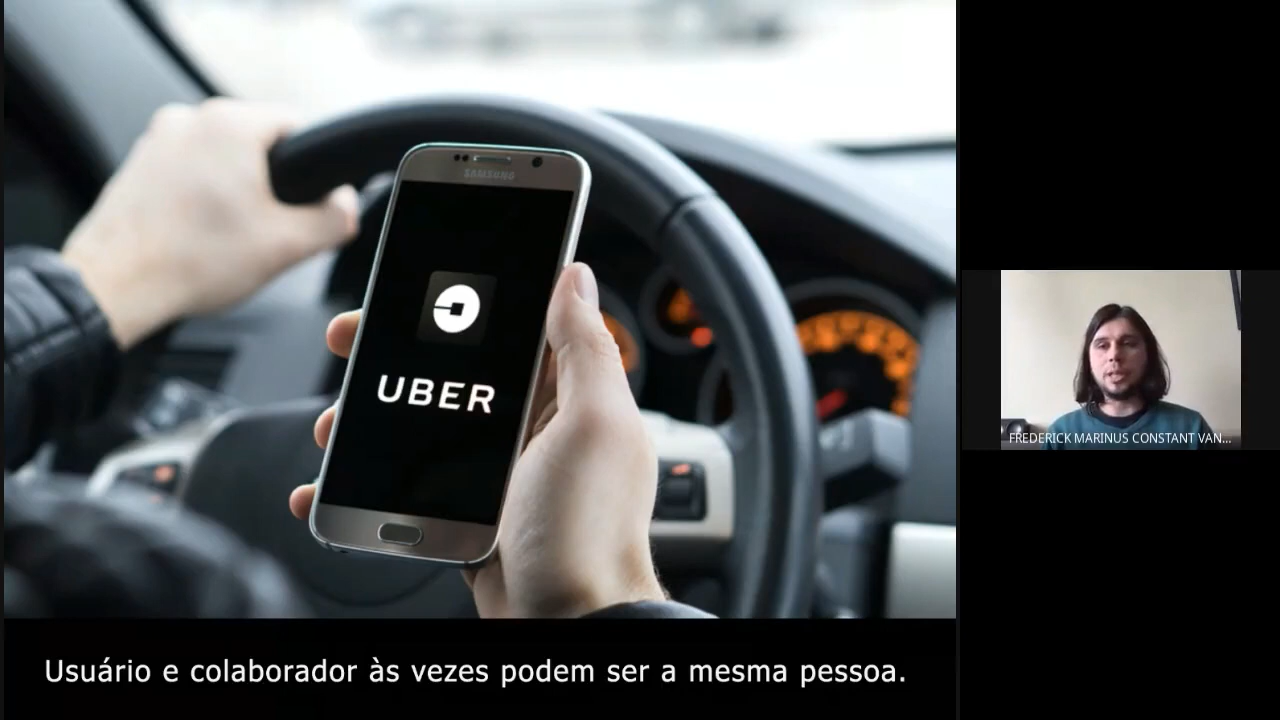 SAMSUNG
UBER
Usuário e colaborador às vezes podem ser a mesma pessoa.
FREDERICK MARINUS CONSTANT VAN...